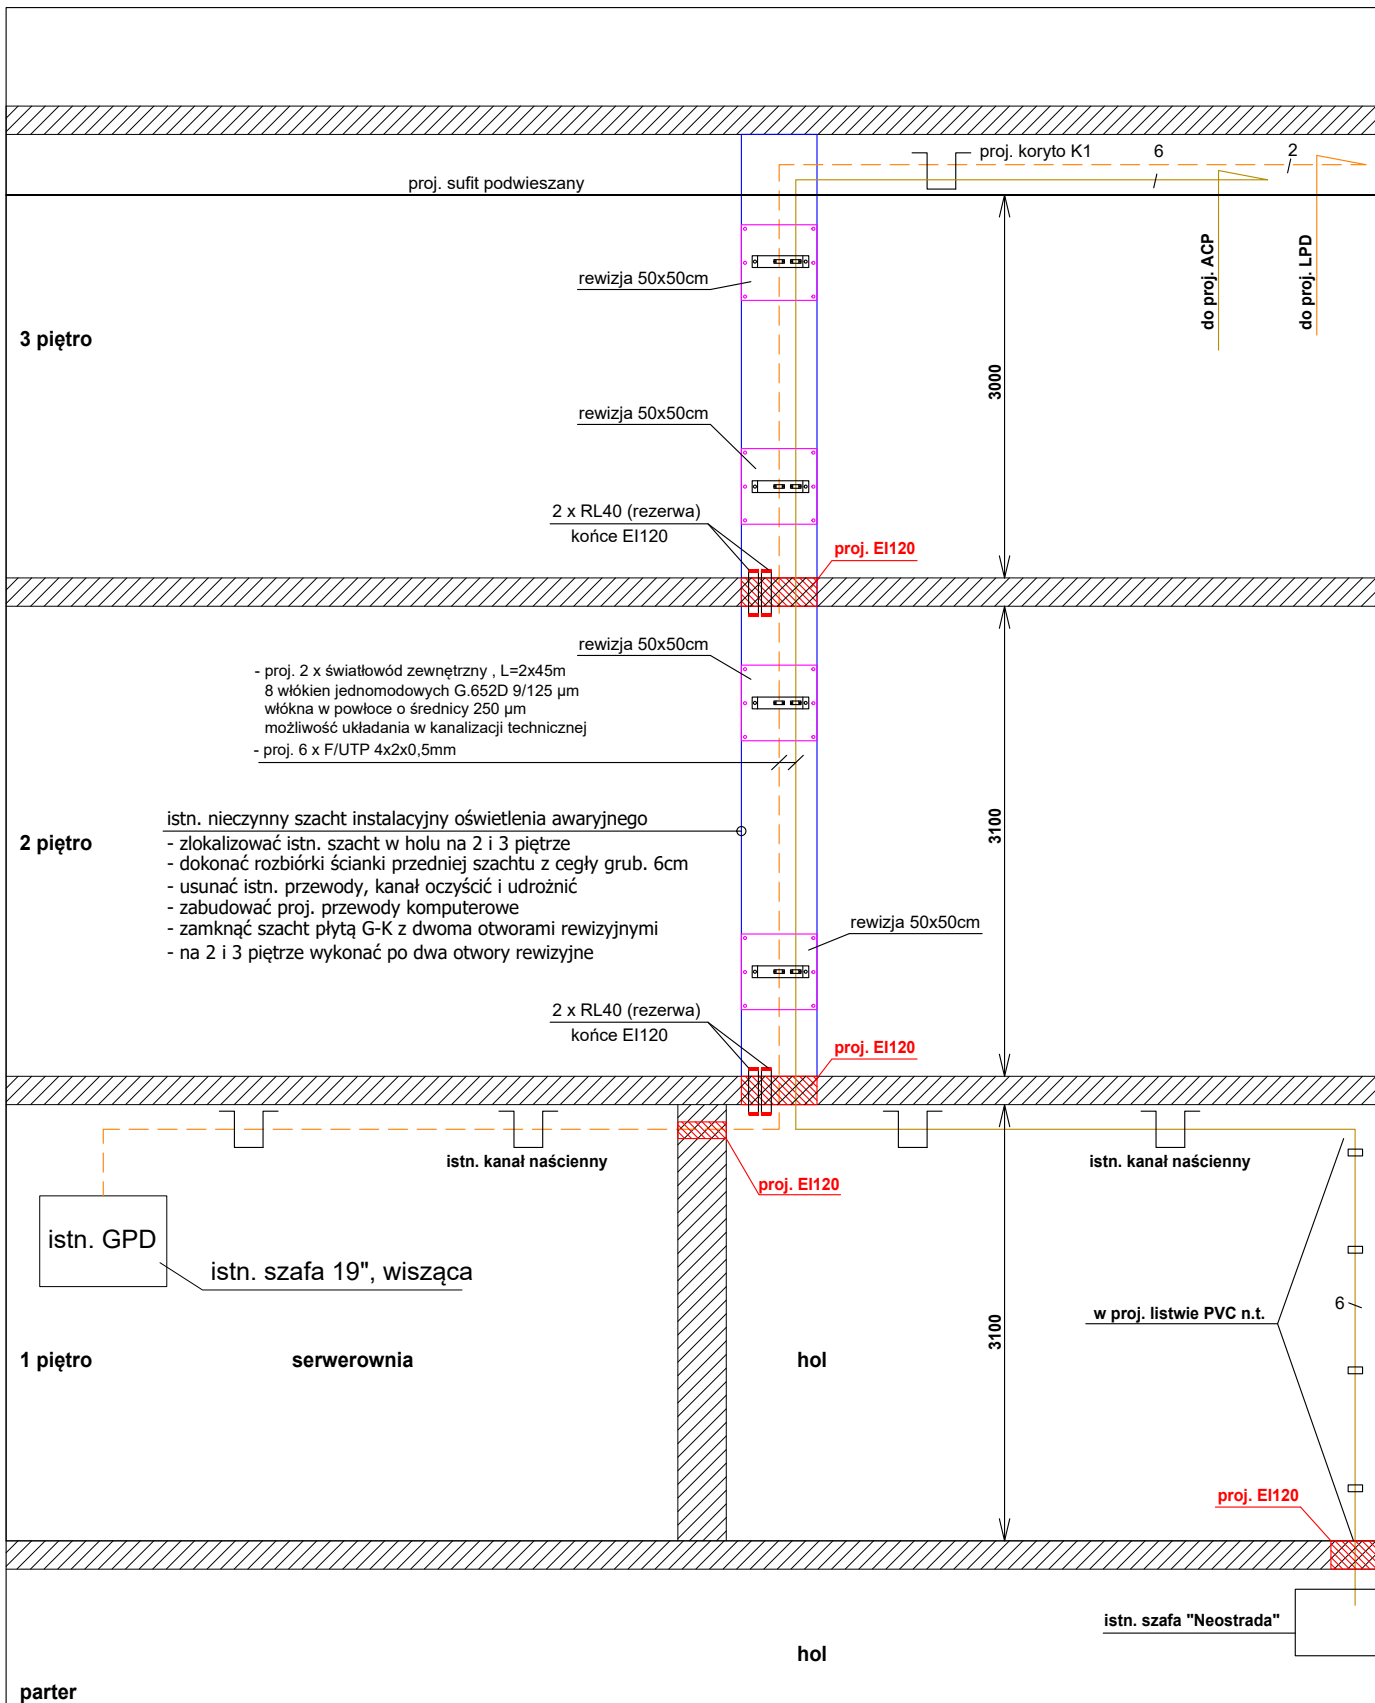 proj. koryto K1
6
2
proj. sufit podwieszany
do proj. ACP
do proj. LPD
rewizja 50x50cm
3 piętro
3000
rewizja 50x50cm
2 x RL40 (rezerwa)
końce EI120
proj. EI120
rewizja 50x50cm
- proj. 2 x światłowód zewnętrzny , L=2x45m
8 włókien jednomodowych G.652D 9/125 µm
włókna w powłoce o średnicy 250 µm
możliwość układania w kanalizacji technicznej
- proj. 6 x F/UTP 4x2x0,5mm
istn. nieczynny szacht instalacyjny oświetlenia awaryjnego
- zlokalizować istn. szacht w holu na 2 i 3 piętrze
- dokonać rozbiórki ścianki przedniej szachtu z cegły grub. 6cm
- usunać istn. przewody, kanał oczyścić i udrożnić
- zabudować proj. przewody komputerowe
- zamknąć szacht płytą G-K z dwoma otworami rewizyjnymi
- na 2 i 3 piętrze wykonać po dwa otwory rewizyjne
2 piętro
3100
rewizja 50x50cm
2 x RL40 (rezerwa)
końce EI120
proj. EI120
istn. kanał naścienny
istn. kanał naścienny
proj. EI120
istn. GPD
istn. szafa 19", wisząca
w proj. listwie PVC n.t.
6
3100
1 piętro
serwerownia
hol
proj. EI120
istn. szafa "Neostrada"
hol
parter